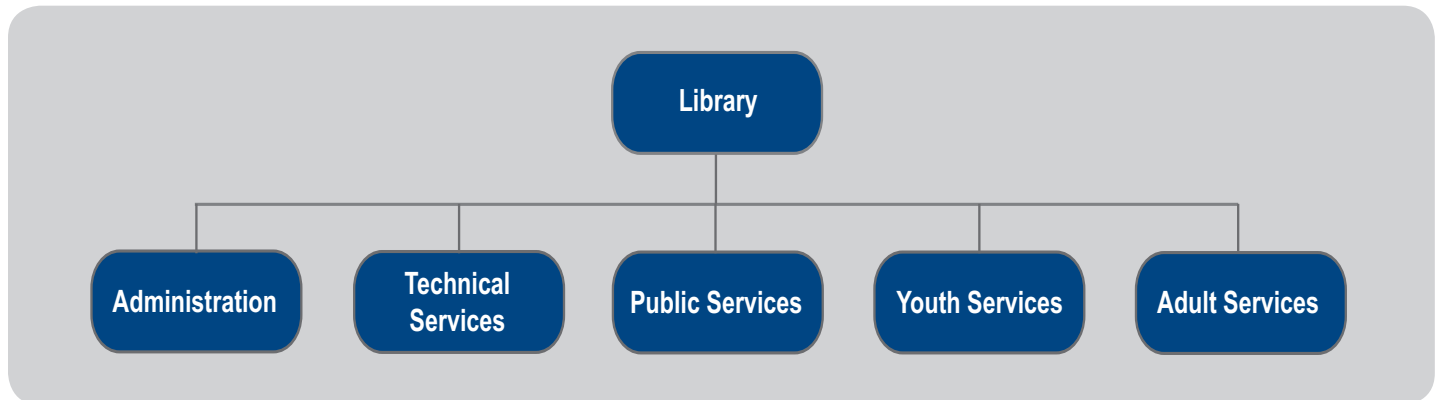 Library
Administration
Technical
Services
Public Services
Youth Services
Adult Services